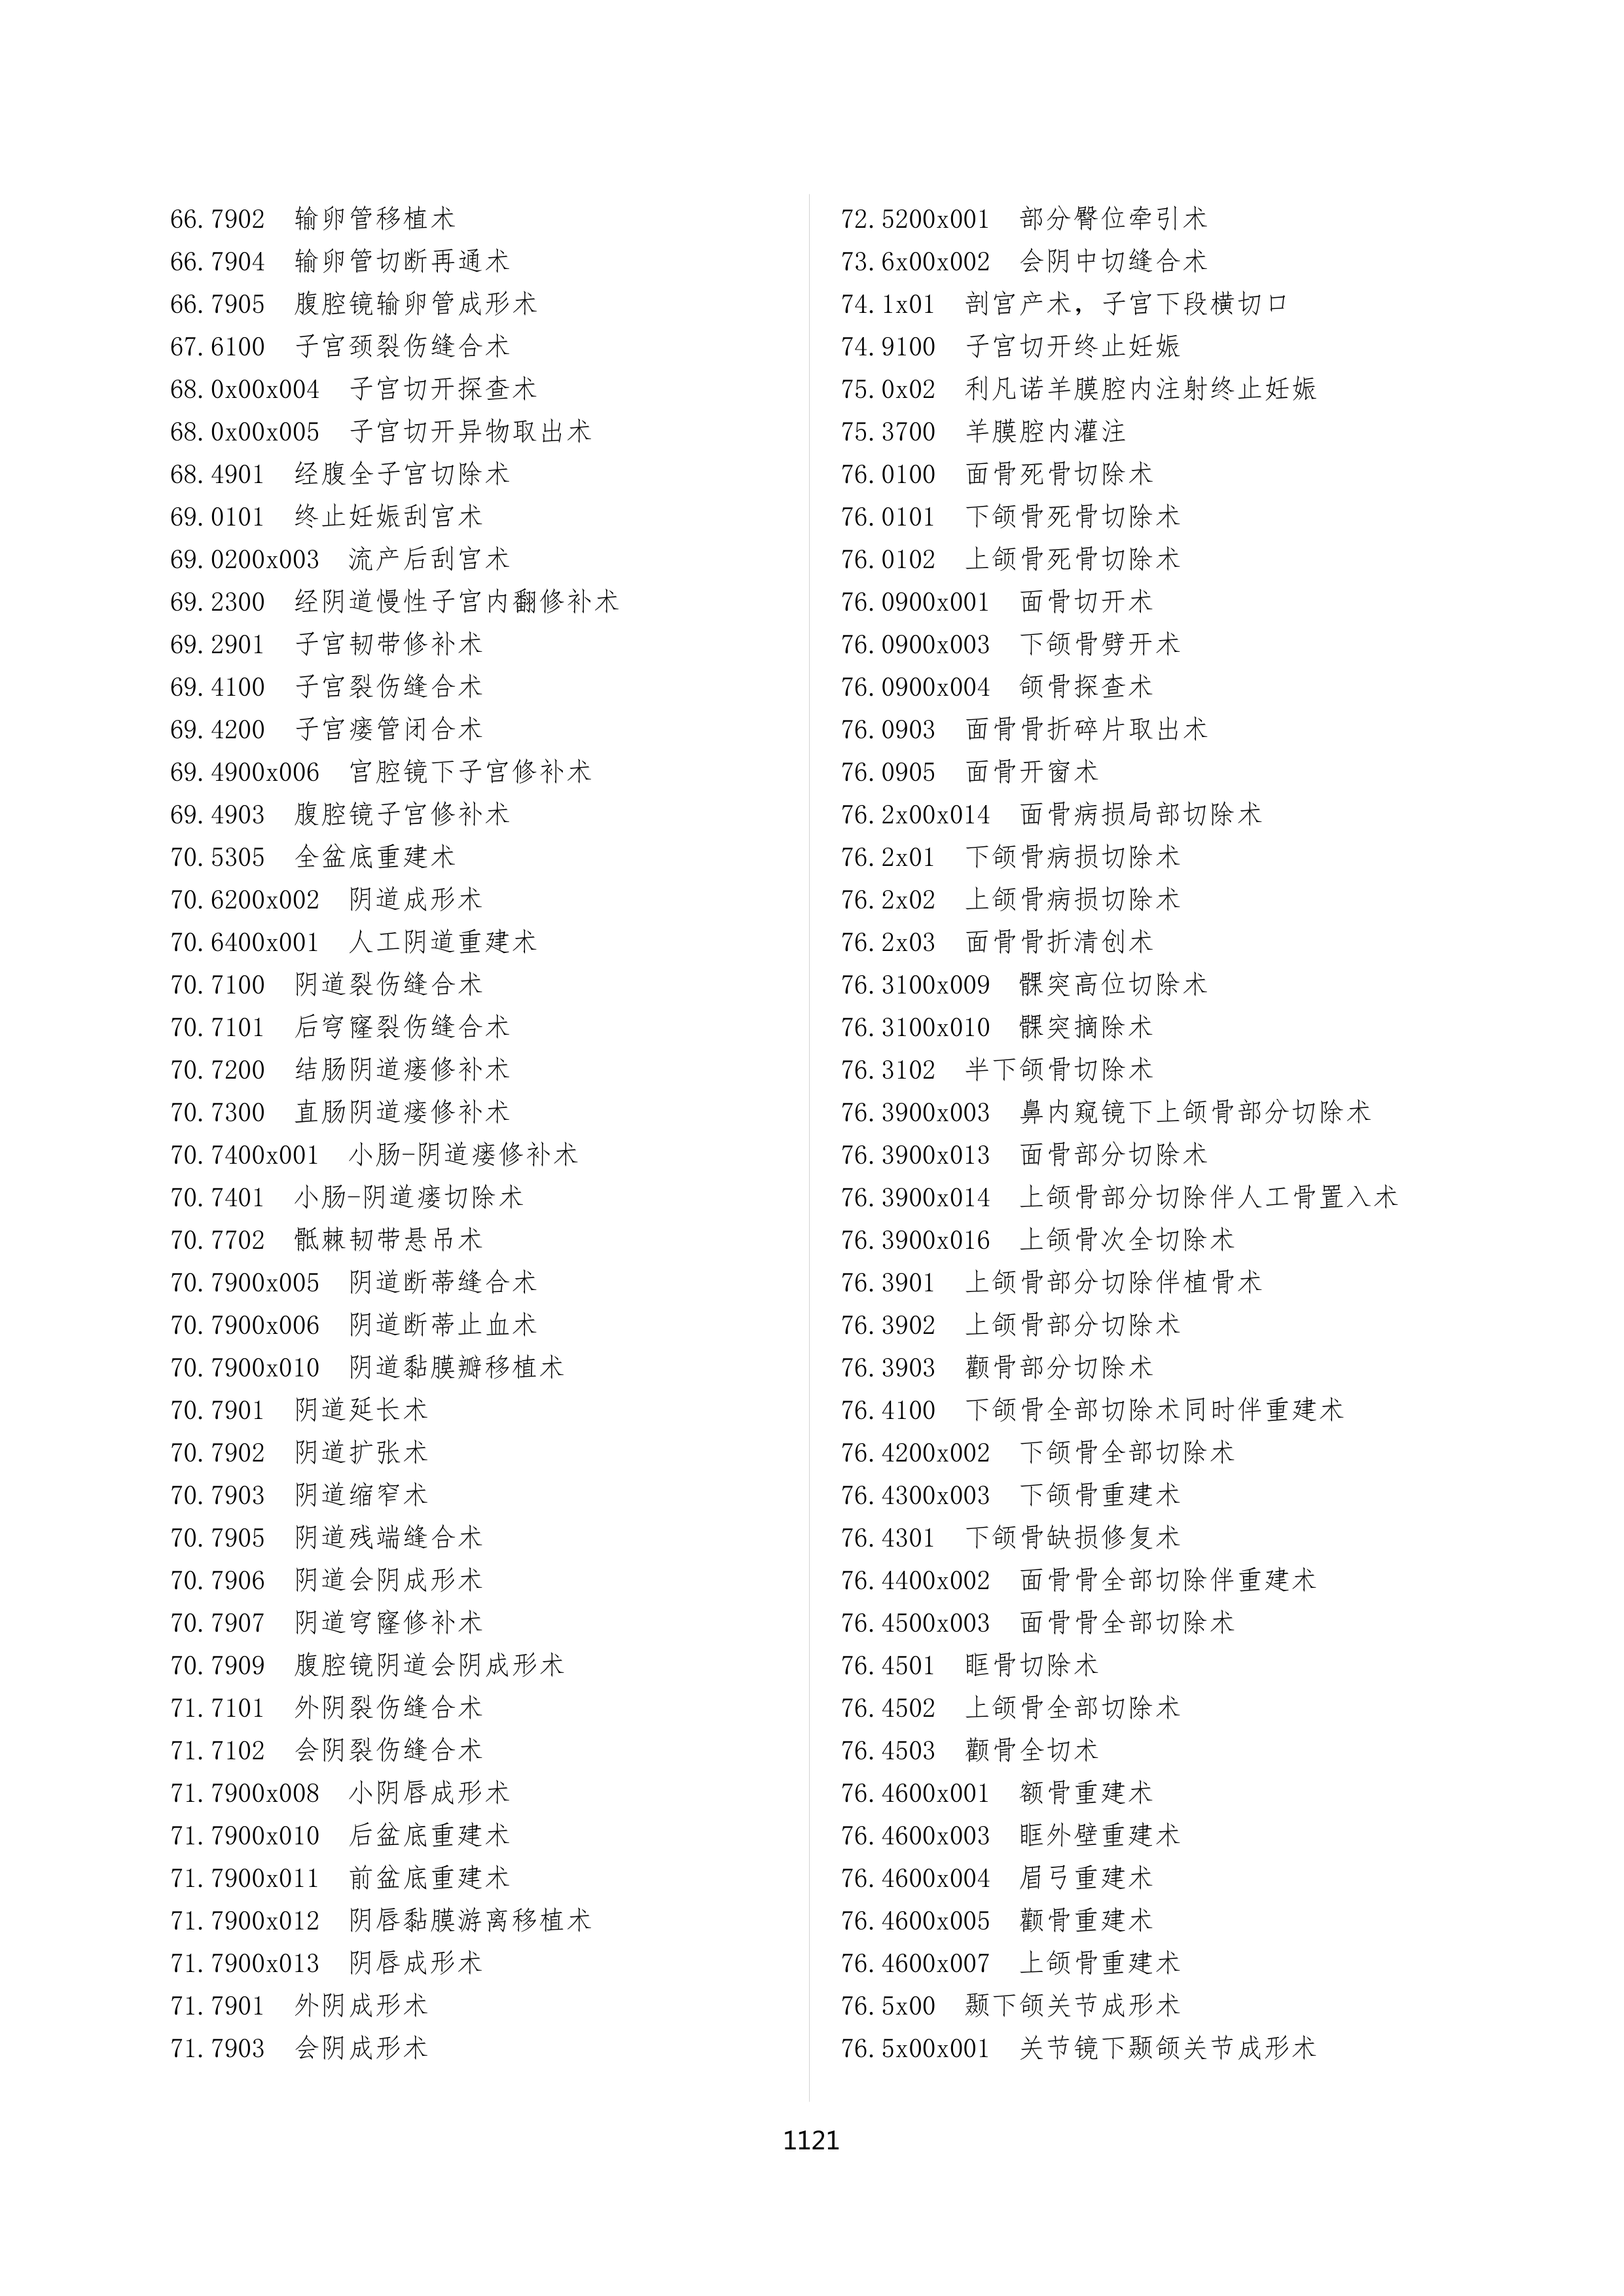 66.7902 输卵管移植术
66.7904 输卵管切断再通术
66.7905 腹腔镜输卵管成形术
67.6100 子宫颈裂伤缝合术
68.0x00x004 子宫切开探查术
68.0x00x005 子宫切开异物取出术
68.4901 经腹全子宫切除术
69.0101 终止妊娠刮宫术
69.0200x003 流产后刮宫术
69.2300 经阴道慢性子宫内翻修补术
69.2901 子宫韧带修补术
69.4100 子宫裂伤缝合术
69.4200 子宫瘘管闭合术
69.4900x006 宫腔镜下子宫修补术
69.4903 腹腔镜子宫修补术
70.5305 全盆底重建术
70.6200x002 阴道成形术
70.6400x001 人工阴道重建术
70.7100 阴道裂伤缝合术
70.7101 后穹窿裂伤缝合术
70.7200 结肠阴道瘘修补术
70.7300 直肠阴道瘘修补术
70.7400x001 小肠-阴道瘘修补术
70.7401 小肠-阴道瘘切除术
70.7702 骶棘韧带悬吊术
70.7900x005 阴道断蒂缝合术
70.7900x006 阴道断蒂止血术
70.7900x010 阴道黏膜瓣移植术
70.7901 阴道延长术
70.7902 阴道扩张术
70.7903 阴道缩窄术
70.7905 阴道残端缝合术
70.7906 阴道会阴成形术
70.7907 阴道穹窿修补术
70.7909 腹腔镜阴道会阴成形术
71.7101 外阴裂伤缝合术
71.7102 会阴裂伤缝合术
71.7900x008 小阴唇成形术
71.7900x010 后盆底重建术
71.7900x011 前盆底重建术
71.7900x012 阴唇黏膜游离移植术
71.7900x013 阴唇成形术
71.7901 外阴成形术
71.7903 会阴成形术
72.5200x001 部分臀位牵引术
73.6x00x002 会阴中切缝合术
74.1x01 剖宫产术，子宫下段横切口
74.9100 子宫切开终止妊娠
75.0x02 利凡诺羊膜腔内注射终止妊娠
75.3700 羊膜腔内灌注
76.0100 面骨死骨切除术
76.0101 下颌骨死骨切除术
76.0102 上颌骨死骨切除术
76.0900x001 面骨切开术
76.0900x003 下颌骨劈开术
76.0900x004 颌骨探查术
76.0903 面骨骨折碎片取出术
76.0905 面骨开窗术
76.2x00x014 面骨病损局部切除术
76.2x01 下颌骨病损切除术
76.2x02 上颌骨病损切除术
76.2x03 面骨骨折清创术
76.3100x009 髁突高位切除术
76.3100x010 髁突摘除术
76.3102 半下颌骨切除术
76.3900x003 鼻内窥镜下上颌骨部分切除术
76.3900x013 面骨部分切除术
76.3900x014 上颌骨部分切除伴人工骨置入术
76.3900x016 上颌骨次全切除术
76.3901 上颌骨部分切除伴植骨术
76.3902 上颌骨部分切除术
76.3903 颧骨部分切除术
76.4100 下颌骨全部切除术同时伴重建术
76.4200x002 下颌骨全部切除术
76.4300x003 下颌骨重建术
76.4301 下颌骨缺损修复术
76.4400x002 面骨骨全部切除伴重建术
76.4500x003 面骨骨全部切除术
76.4501 眶骨切除术
76.4502 上颌骨全部切除术
76.4503 颧骨全切术
76.4600x001 额骨重建术
76.4600x003 眶外壁重建术
76.4600x004 眉弓重建术
76.4600x005 颧骨重建术
76.4600x007 上颌骨重建术
76.5x00 颞下颌关节成形术
76.5x00x001 关节镜下颞颌关节成形术
1121